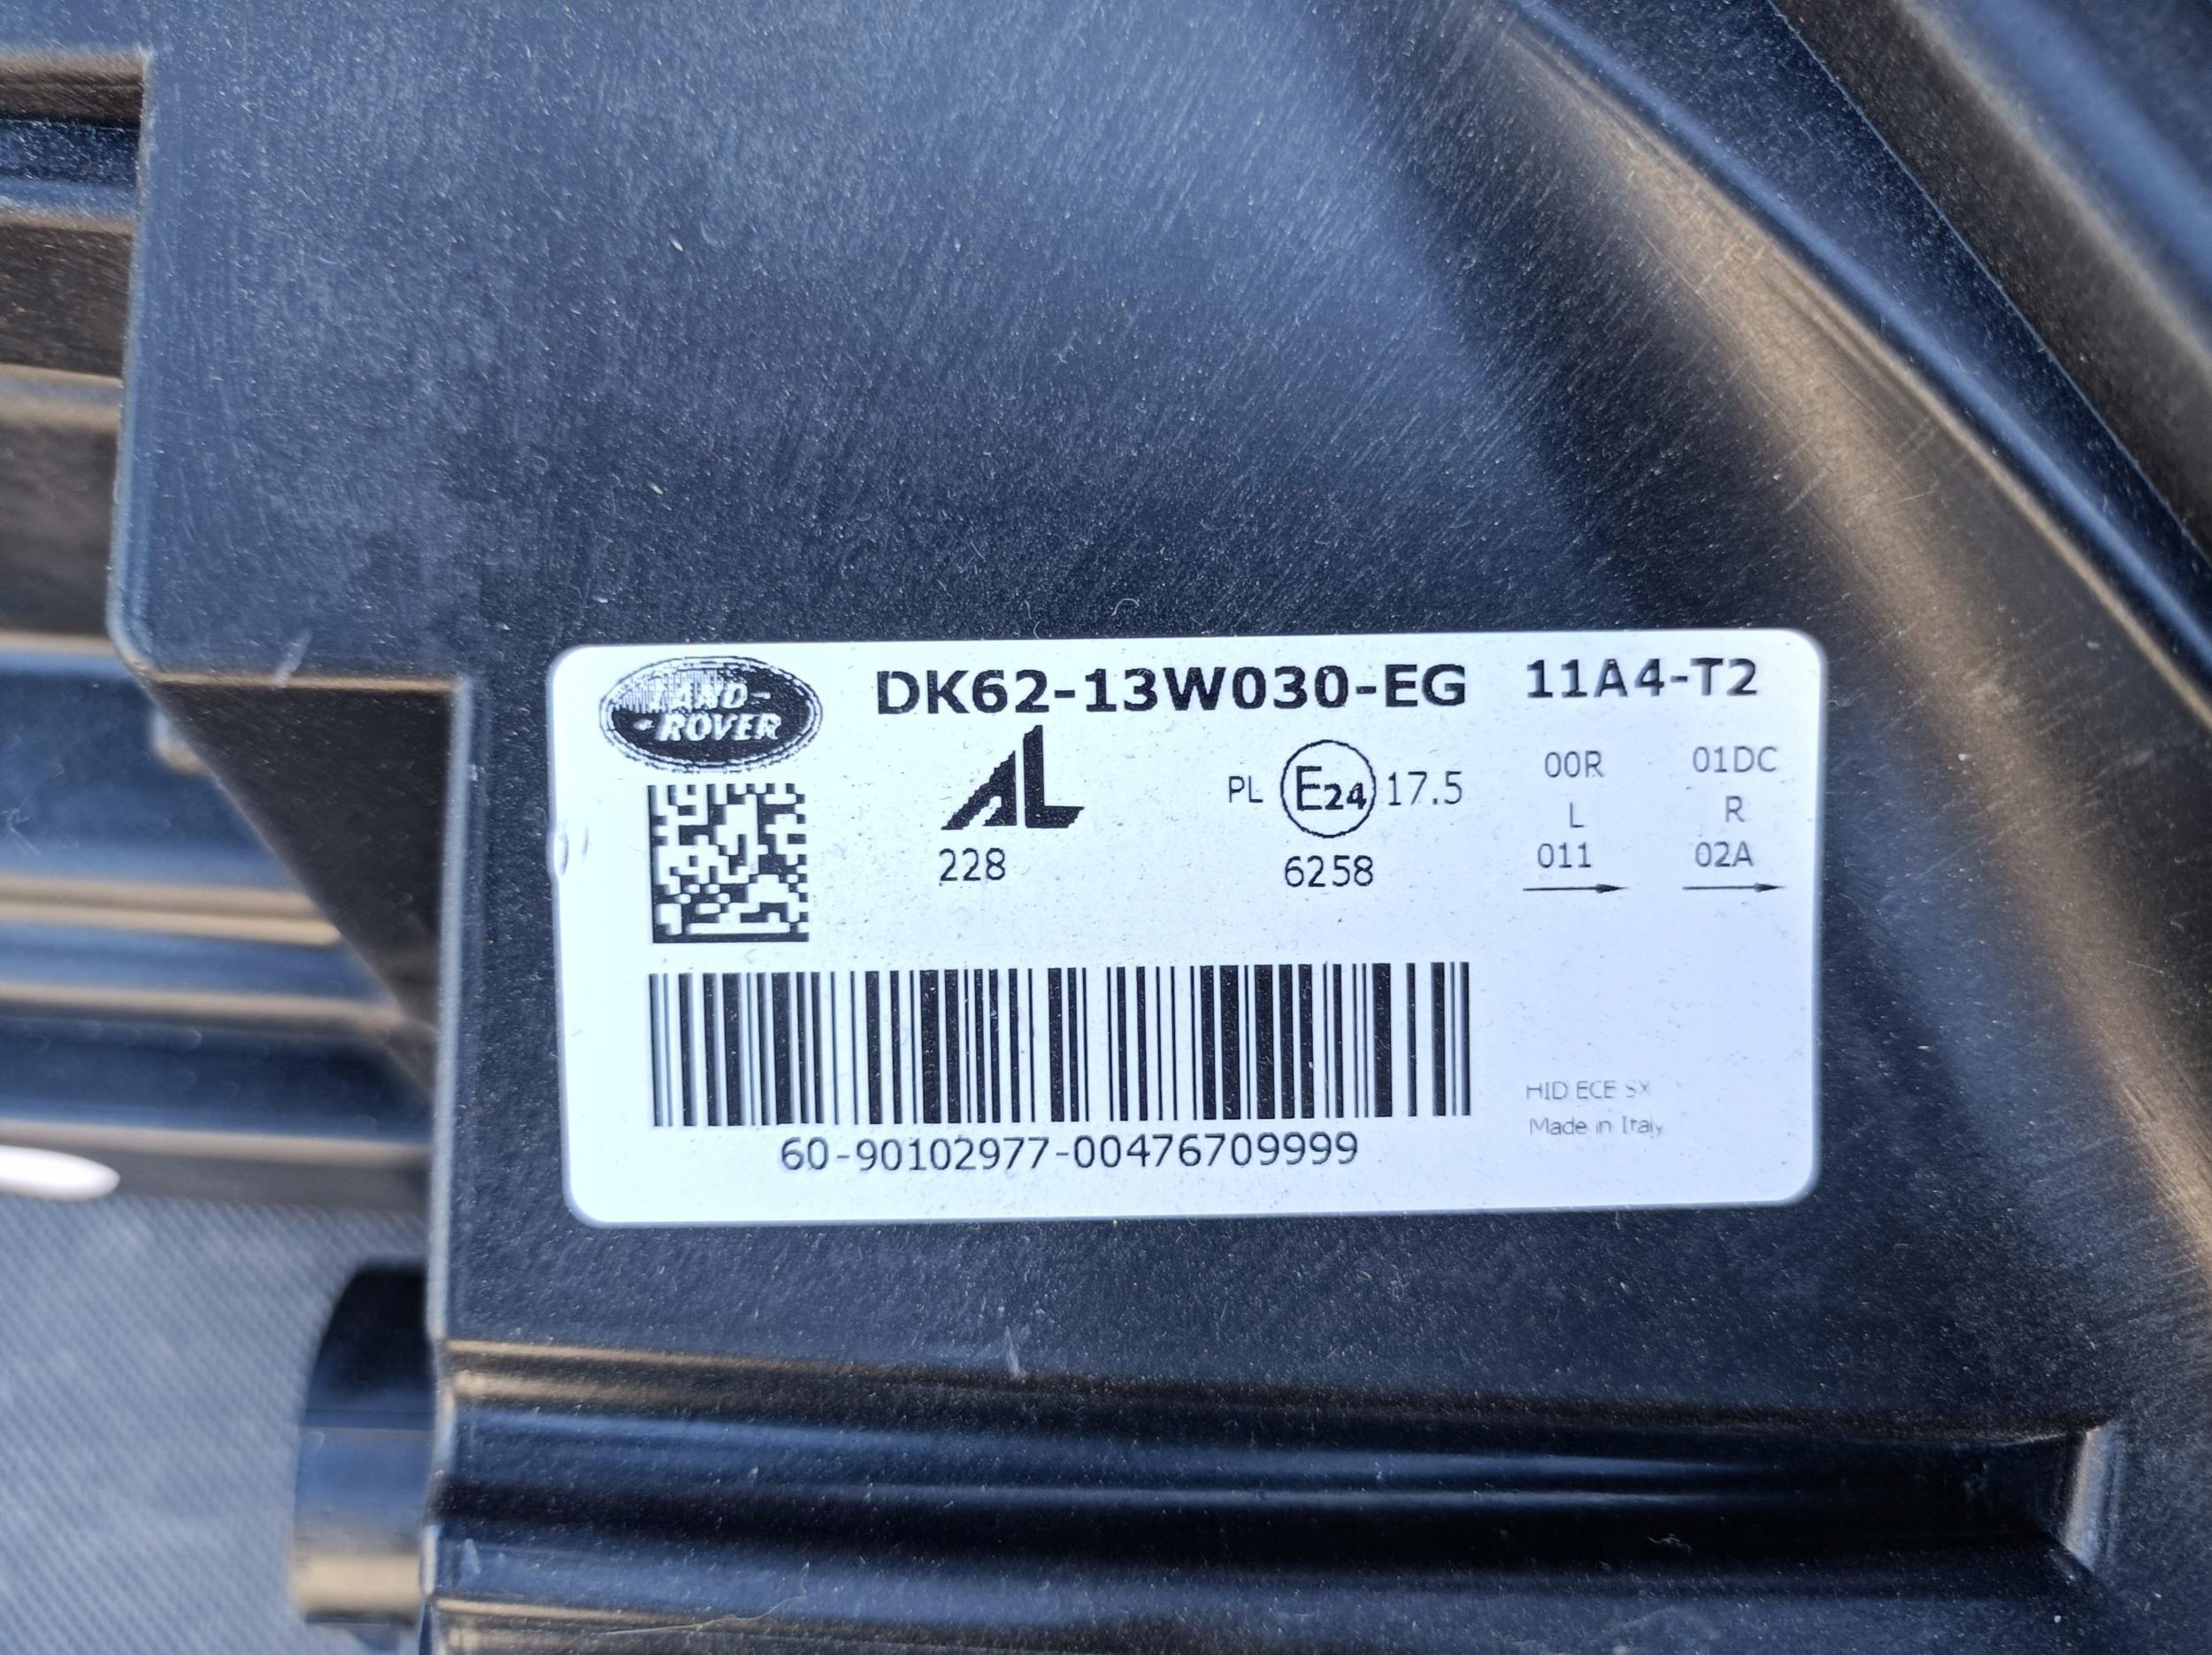 LAND-
-ROVER
DK62-13W030-EG 11A4-T2
AL
228
PL E24 17.5
6258
00R 01DC
L R
011 02A
60-90102977-00476709999
HID ECE SX
Made in Italy